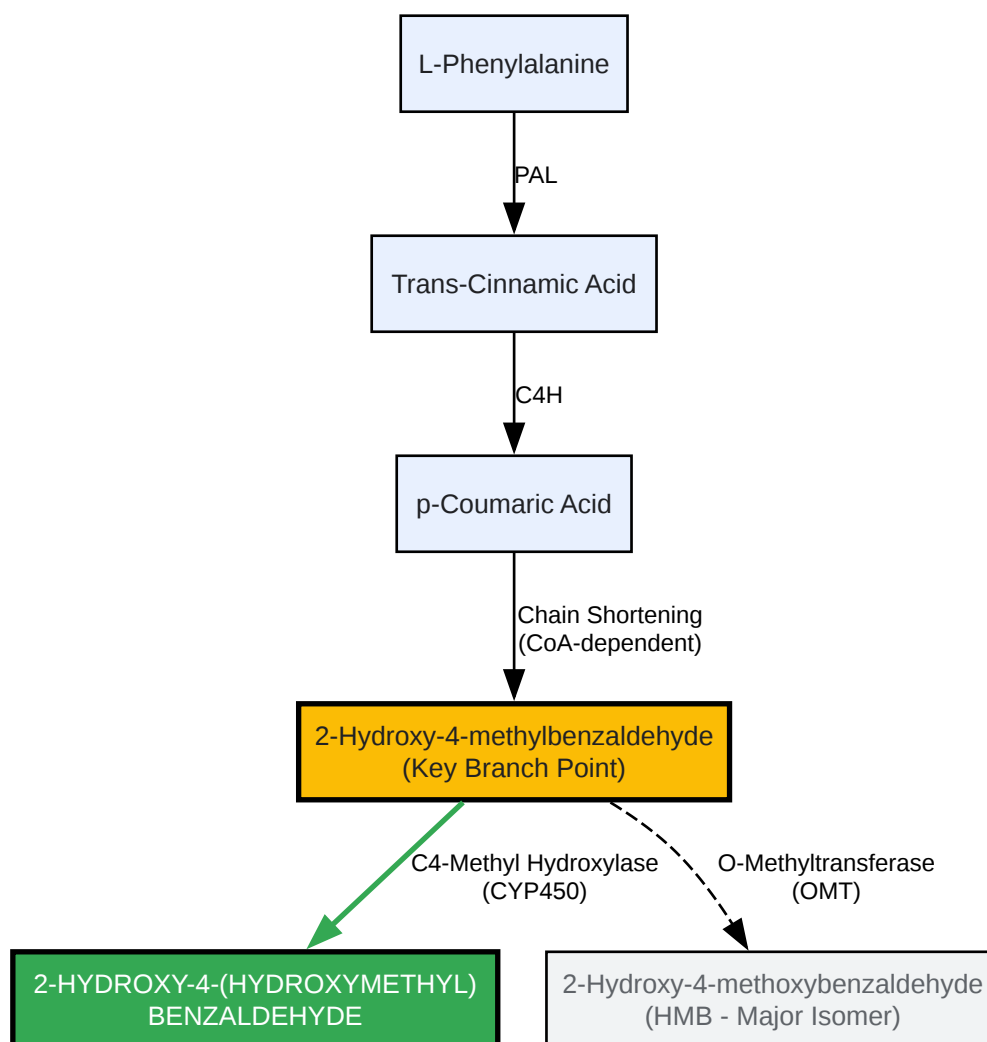 L-Phenylalanine
PAL
Trans-Cinnamic Acid
C4H
p-Coumaric Acid
Chain Shortening
(CoA-dependent)
2-Hydroxy-4-methylbenzaldehyde
(Key Branch Point)
C4-Methyl Hydroxylase
(CYP450)
O-Methyltransferase
(OMT)
2-HYDROXY-4-(HYDROXYMETHYL)
BENZALDEHYDE
2-Hydroxy-4-methoxybenzaldehyde
(HMB - Major Isomer)